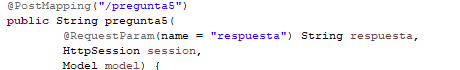 @PostMapping("/pregunta5")
public String pregunta5(
@RequestParam(name = "respuesta") String respuesta,
HttpSession session,
Model model) {